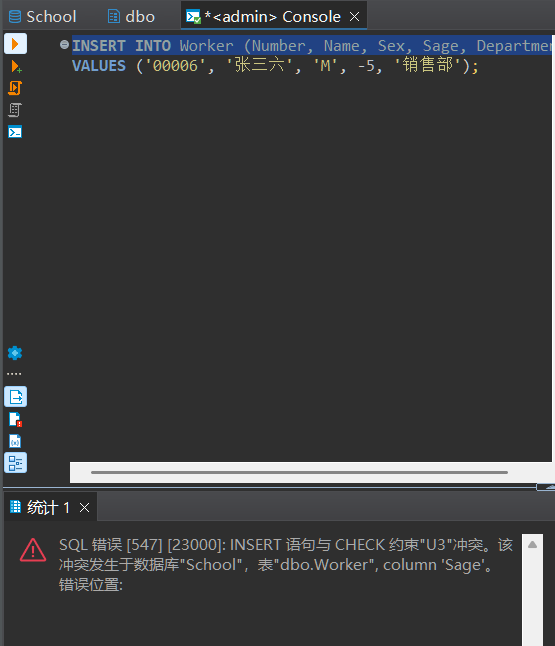 School
dbo
*<admin> Console
INSERT INTO Worker (Number, Name, Sex, Sage, Departmen
VALUES ('00006', '张三六', 'M', -5, '销售部');
统计 1
SQL 错误 [547] [23000]: INSERT 语句与 CHECK 约束"U3"冲突。该
冲突发生于数据库"School"，表"dbo.Worker", column 'Sage'。
错误位置: